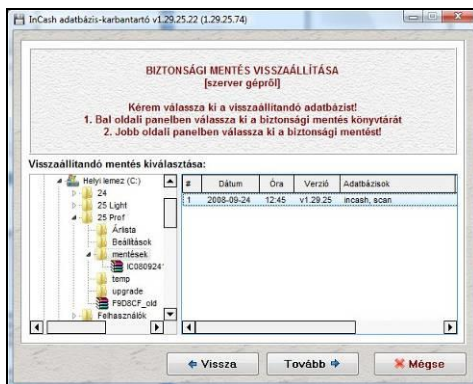 InCash adatbázis-karbantartó v1.29.25.22 (1.29.25.74)
BIZTONSÁGI MENTÉS VISSZAÁLLÍTÁSA
[szerver gépről]
Kérem válassza ki a visszaállítandó adatbázist!
1. Bal oldali panelben válassza ki a biztonsági mentés könyvtárát
2. Jobb oldali panelben válassza ki a biztonsági mentést!
Visszaállítandó mentés kiválasztása:
Helyi lemez (C:)
24
25 Light
25 Prof
Árlista
Beállítások
mentések
IC080924
temp
upgrade
F9D8CF_old
Felhasználók
# Dátum Óra Verzió Adatbázisok
1 2008-09-24 12:45 v1.29.25 incash, scan
Vissza Tovább Mégse